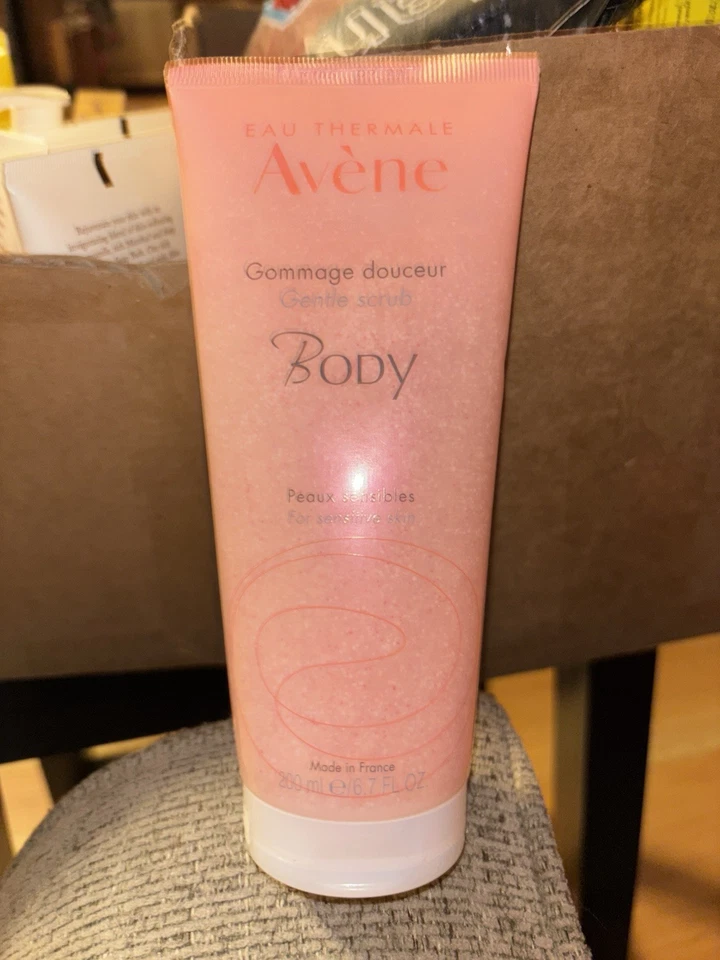 EAU THERMALE
Avène
Gommage douceur
Gentle scrub
BODY
Peaux sensibles
For sensitive skin
Made in France
200 ml ℮ 6.7 FL OZ